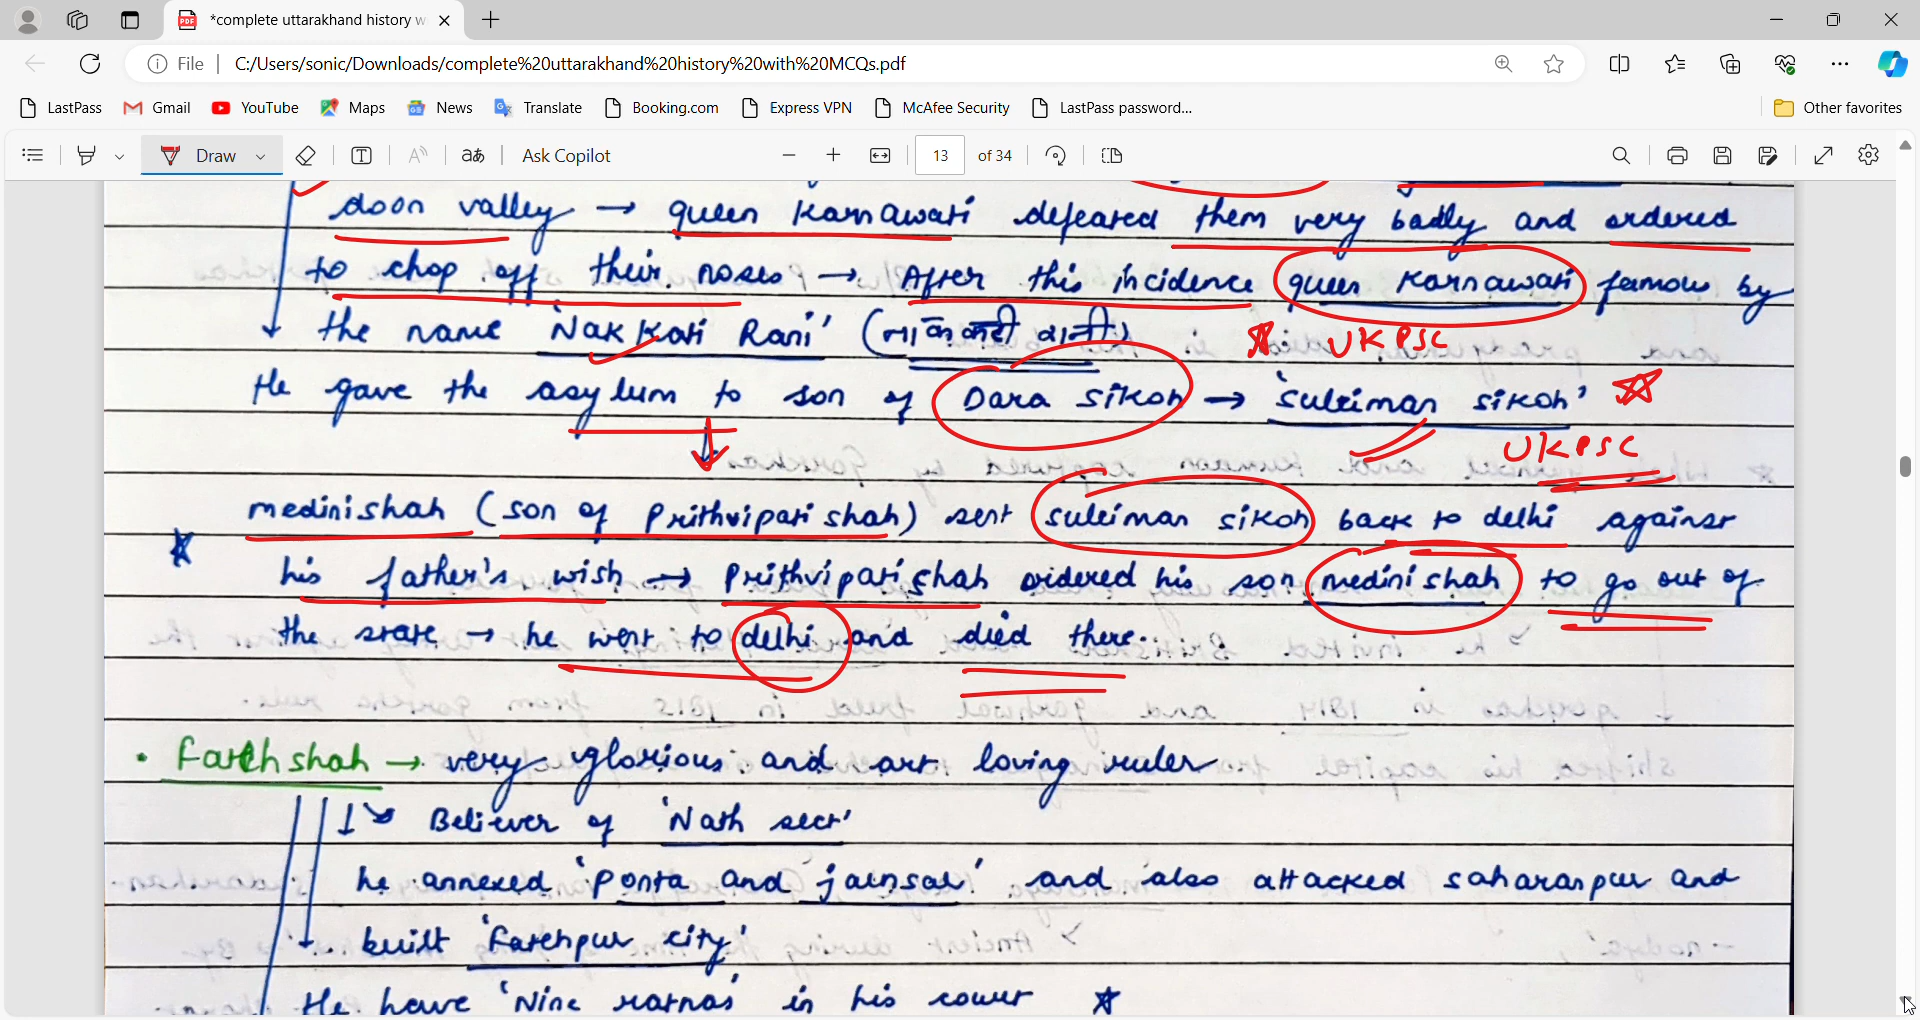 *complete uttarakhand history w
File
C:/Users/sonic/Downloads/complete%20uttarakhand%20history%20with%20MCQs.pdf
LastPass Gmail YouTube Maps News Translate Booking.com Express VPN McAfee Security LastPass password... Other favorites
Draw Ask Copilot 13 of 34
doon valley → queen Karnawati defeated them very badly and ordered
to chop off their noses → After this incidence queen Karnawati famous by
the name 'Nak Kati Rani' (
UKPSC
He gave the asylum to son of Dara Sikoh → 'Suleiman Sikoh'
UKPSC
medinishah (son of Prithvipati shah) sent Suleiman Sikoh back to delhi against
his father's wish → Prithvipati shah ordered his son medini shah to go out of
the state → he went to delhi and died there.
• Fateh shah → very glorious and art loving ruler
Believer of 'Nath sect'
he annexed 'Ponta and jaunsar' and also attacked saharanpur and
built 'Fatehpur city'
He have 'Nine ratnas' in his court